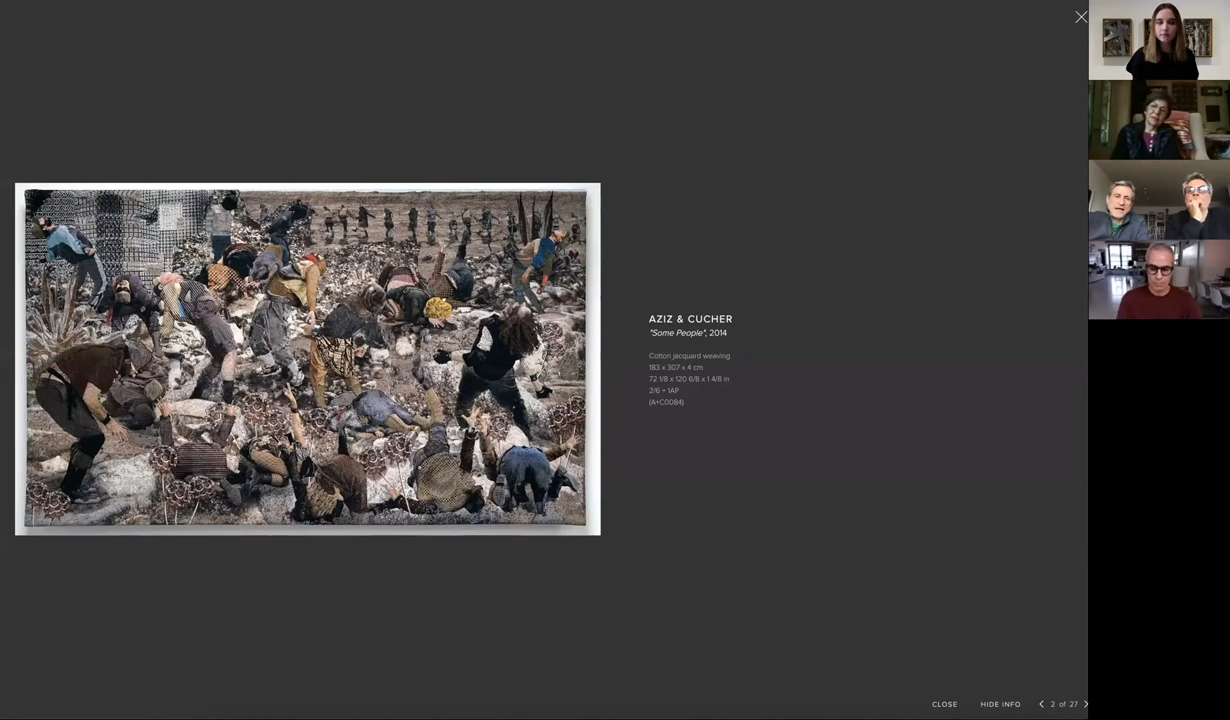 AZIZ & CUCHER
"Some People", 2014
Cotton jacquard weaving
183 x 307 x 4 cm
72 1/8 x 120 6/8 x 1 4/8 in
2/6 + 1AP
(A+C0084)
CLOSE HIDE INFO 2 of 27